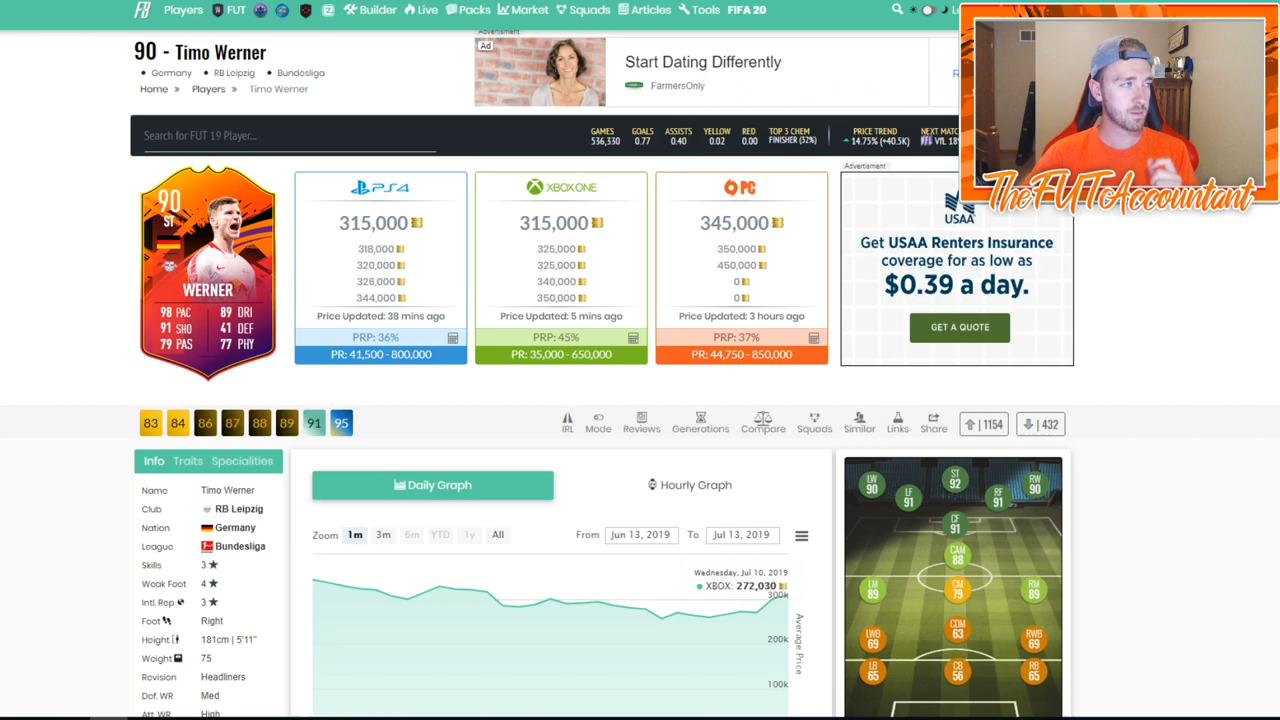 Players FUT Builder Live Packs Market Squads Articles Tools FIFA 20
90 - Timo Werner
Germany RB Leipzig Bundesliga
Home » Players » Timo Werner
Advertisement
Ad
Start Dating Differently
FarmersOnly
Search for FUT 19 Player...
GAMES GOALS ASSISTS YELLOW RED TOP 3 CHEM PRICE TREND
536,330 0.77 0.40 0.02 0.00 FINISHER (32%) 14.75% (+40.5K)
TheFUTAccountant
90
ST
WERNER
98 PAC 89 DRI
91 SHO 41 DEF
79 PAS 77 PHY
PS4
315,000
318,000
320,000
326,000
344,000
Price Updated: 38 mins ago
PRP: 36%
PR: 41,500 - 800,000
XBOX ONE
315,000
325,000
325,000
340,000
350,000
Price Updated: 5 mins ago
PRP: 45%
PR: 35,000 - 650,000
PC
345,000
350,000
450,000
0
0
Price Updated: 3 hours ago
PRP: 37%
PR: 44,750 - 850,000
Advertisment
USAA
Get USAA Renters Insurance
coverage for as low as
$0.39 a day.
GET A QUOTE
83 84 86 87 88 89 91 95
IRL Mode Reviews Generations Compare Squads Similar Links Share | 1154 | 432
Info Traits Specialities
Name Timo Werner
Club RB Leipzig
Nation Germany
League Bundesliga
Skills 3
Weak Foot 4
Intl. Rep 3
Foot Right
Height 181cm | 5'11"
Weight 75
Revision Headliners
Def. WR Med
Att. WR High
Daily Graph Hourly Graph
Zoom 1m 3m 6m YTD 1y All From Jun 13, 2019 To Jul 13, 2019
Wednesday, Jul 10, 2019
XBOX: 272,030
300k
200k
100k
Average Price
ST
92
LW
90
RW
90
LF
91
RF
91
CF
91
CAM
88
LM
89
CM
79
RM
89
CDM
63
LWB
69
RWB
69
LB
65
CB
56
RB
65